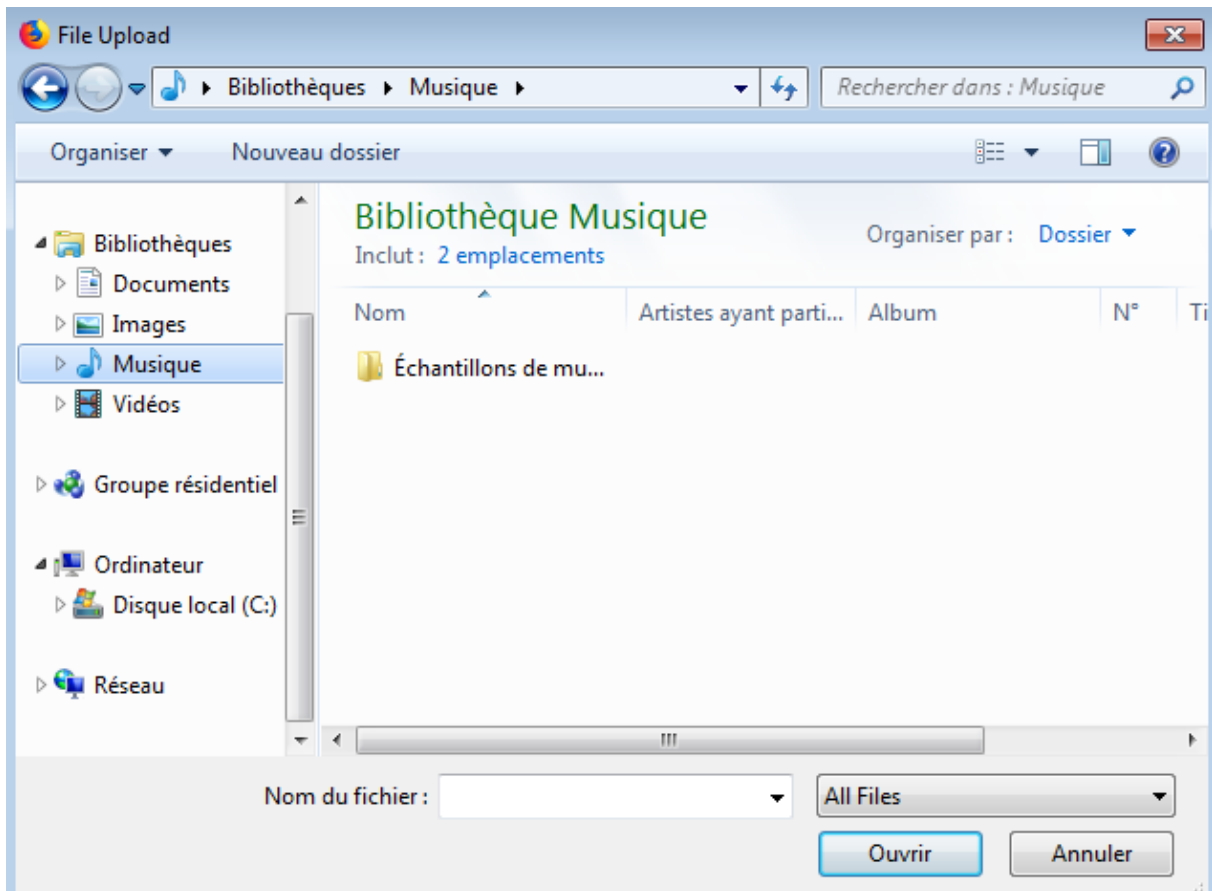 File Upload
Bibliothèques Musique
Rechercher dans : Musique
Organiser Nouveau dossier
Bibliothèques
Documents
Images
Musique
Vidéos
Groupe résidentiel
Ordinateur
Disque local (C:)
Réseau
Bibliothèque Musique
Inclut : 2 emplacements
Organiser par : Dossier
Nom Artistes ayant parti... Album N° Ti
Échantillons de mu...
Nom du fichier :
All Files
Ouvrir Annuler